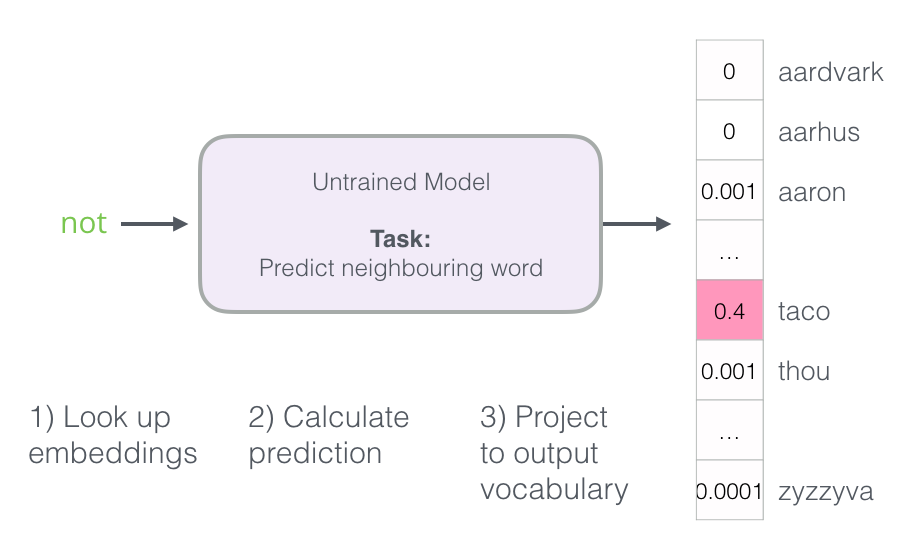 0 aardvark
0 aarhus
Untrained Model
0.001 aaron
not
Task:
Predict neighbouring word
...
0.4 taco
0.001 thou
1) Look up
embeddings
2) Calculate
prediction
3) Project
to output
vocabulary
...
0.0001 zyzzyva